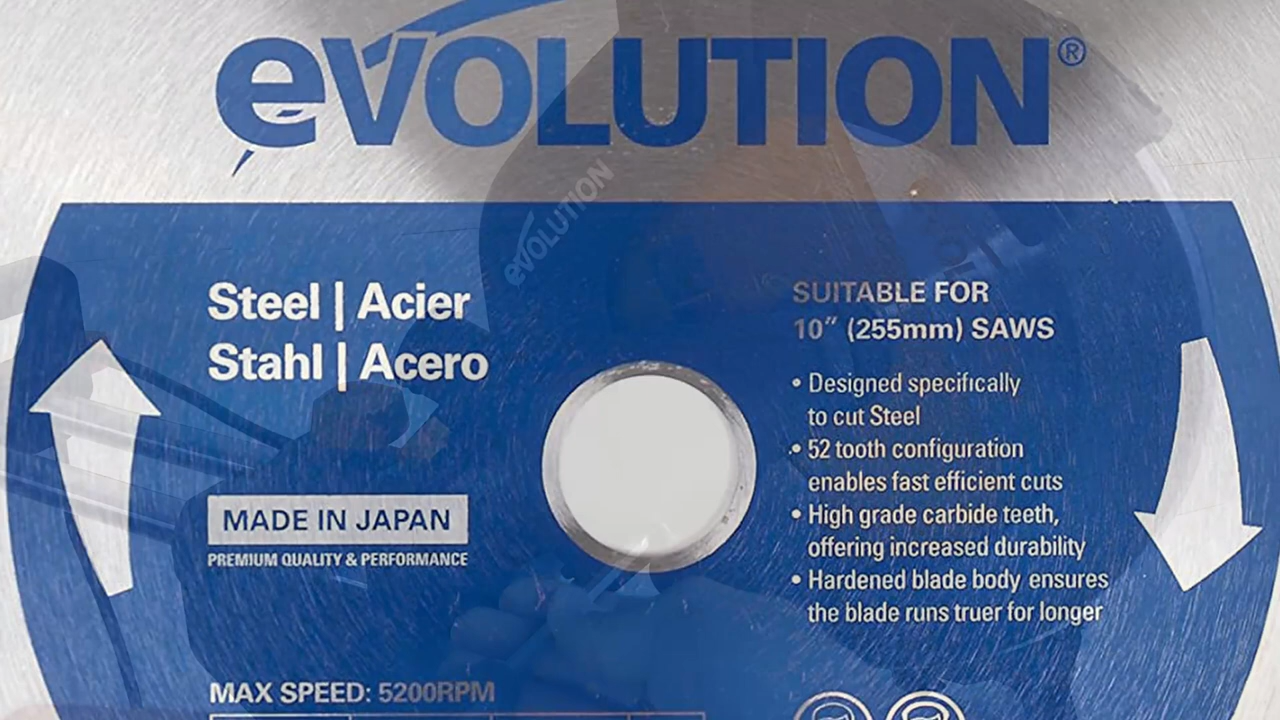 eVOLUTION®
EVOLUTION
Steel | Acier
Stahl | Acero
MADE IN JAPAN
PREMIUM QUALITY & PERFORMANCE
MAX SPEED: 5200RPM
SUITABLE FOR
10” (255mm) SAWS
• Designed specifically
to cut Steel
• 52 tooth configuration
enables fast efficient cuts
• High grade carbide teeth,
offering increased durability
• Hardened blade body ensures
the blade runs truer for longer